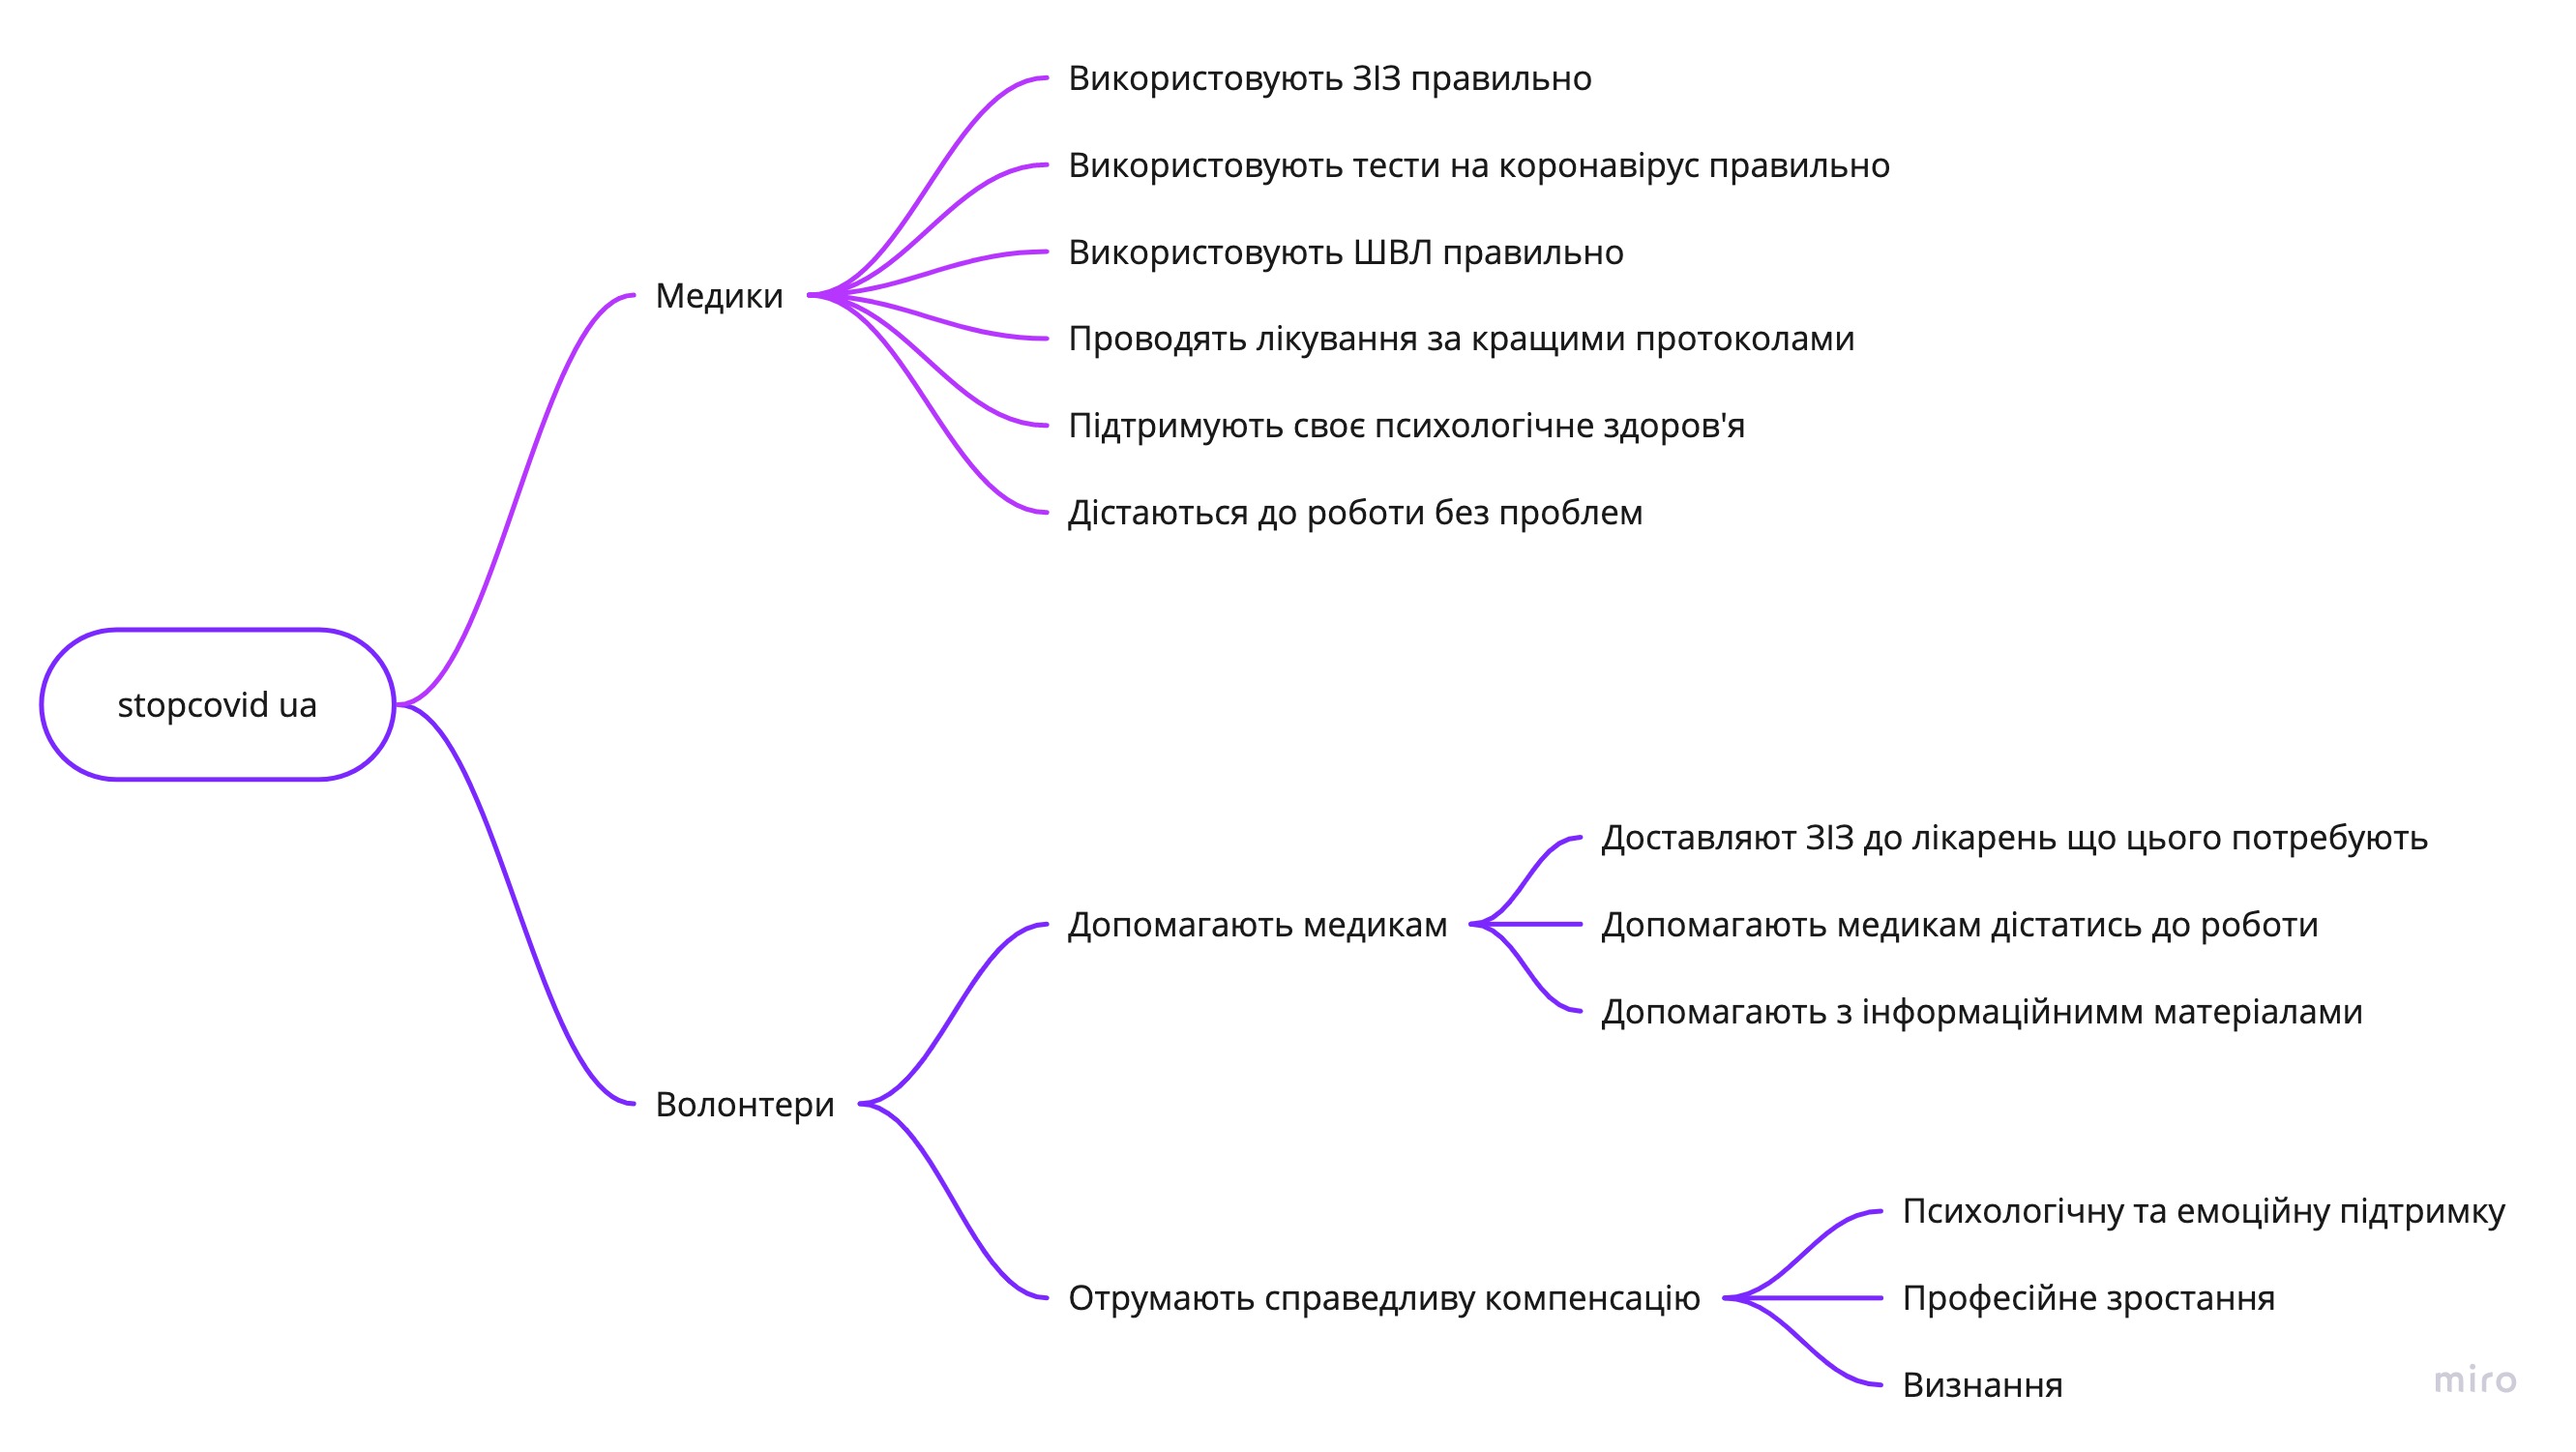 stopcovid ua
Медики
Використовують ЗІЗ правильно
Використовують тести на коронавірус правильно
Використовують ШВЛ правильно
Проводять лікування за кращими протоколами
Підтримують своє психологічне здоров'я
Дістаються до роботи без проблем
Волонтери
Допомагають медикам
Доставляют ЗІЗ до лікарень що цього потребують
Допомагають медикам дістатись до роботи
Допомагають з інформаційнимм матеріалами
Отрумають справедливу компенсацію
Психологічну та емоційну підтримку
Професійне зростання
Визнання
miro